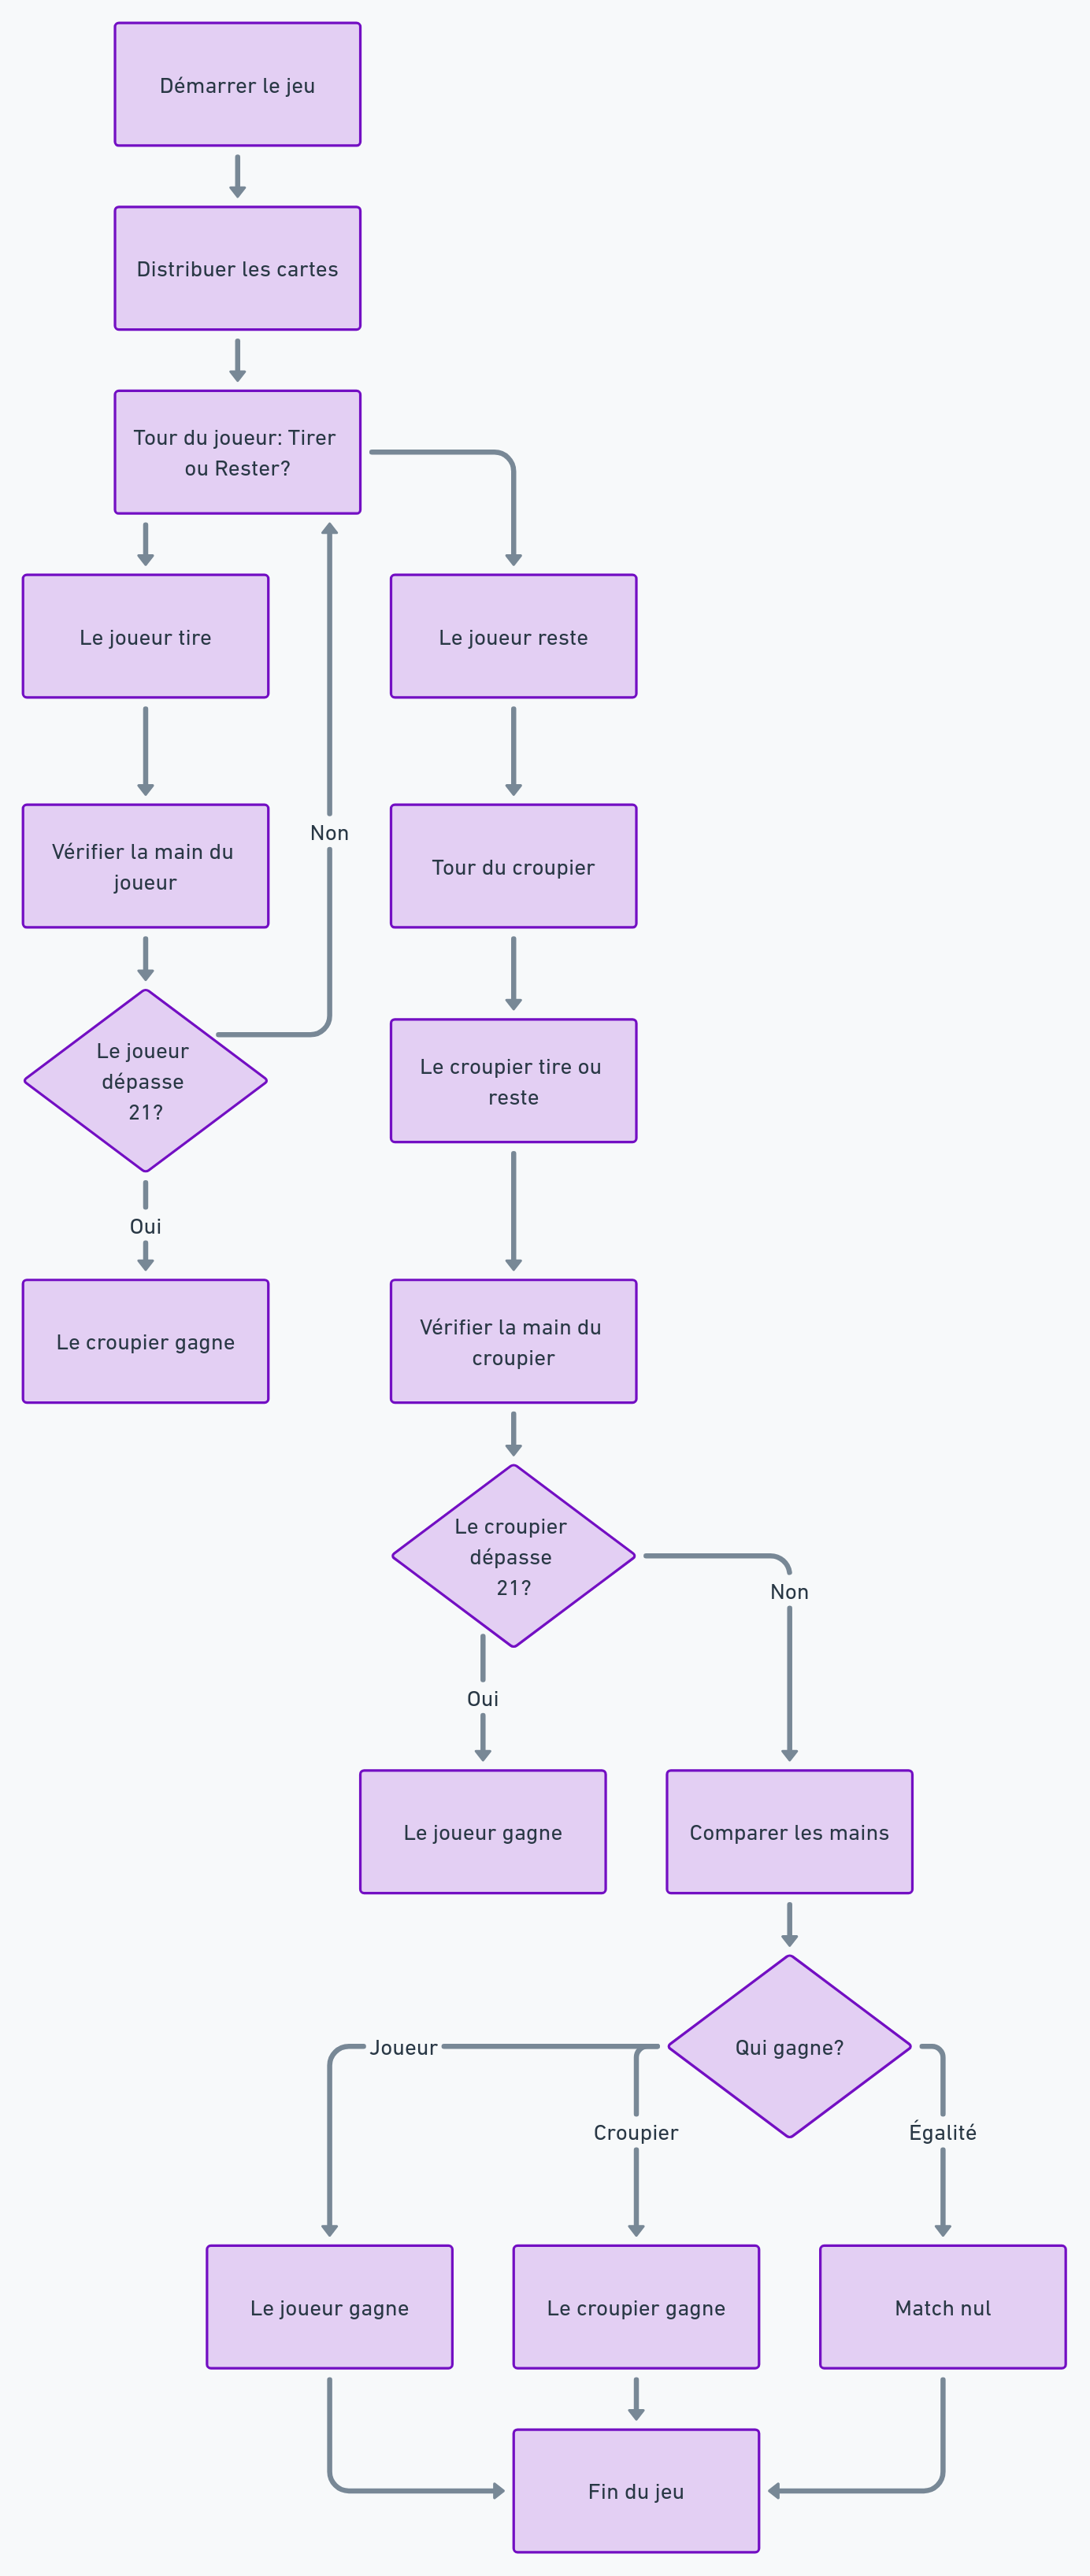 Démarrer le jeu
Distribuer les cartes
Tour du joueur: Tirer
ou Rester?
Le joueur tire
Le joueur reste
Non
Vérifier la main du
joueur
Tour du croupier
Le joueur
dépasse
21?
Le croupier tire ou
reste
Oui
Le croupier gagne
Vérifier la main du
croupier
Le croupier
dépasse
21?
Non
Oui
Le joueur gagne
Comparer les mains
Qui gagne?
Joueur
Croupier
Égalité
Le joueur gagne
Le croupier gagne
Match nul
Fin du jeu